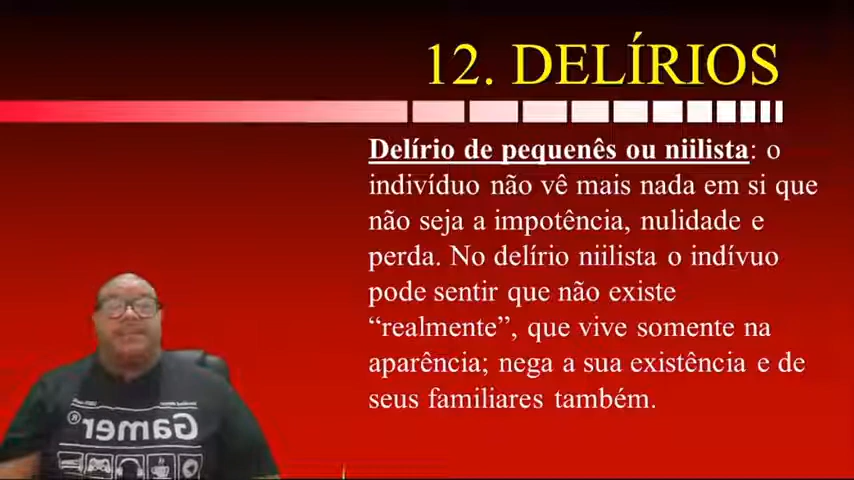 12. DELÍRIOS
Delírio de pequenês ou niilista: o
indivíduo não vê mais nada em si que
não seja a impotência, nulidade e
perda. No delírio niilista o indívuo
pode sentir que não existe
“realmente”, que vive somente na
aparência; nega a sua existência e de
seus familiares também.
Gamer®